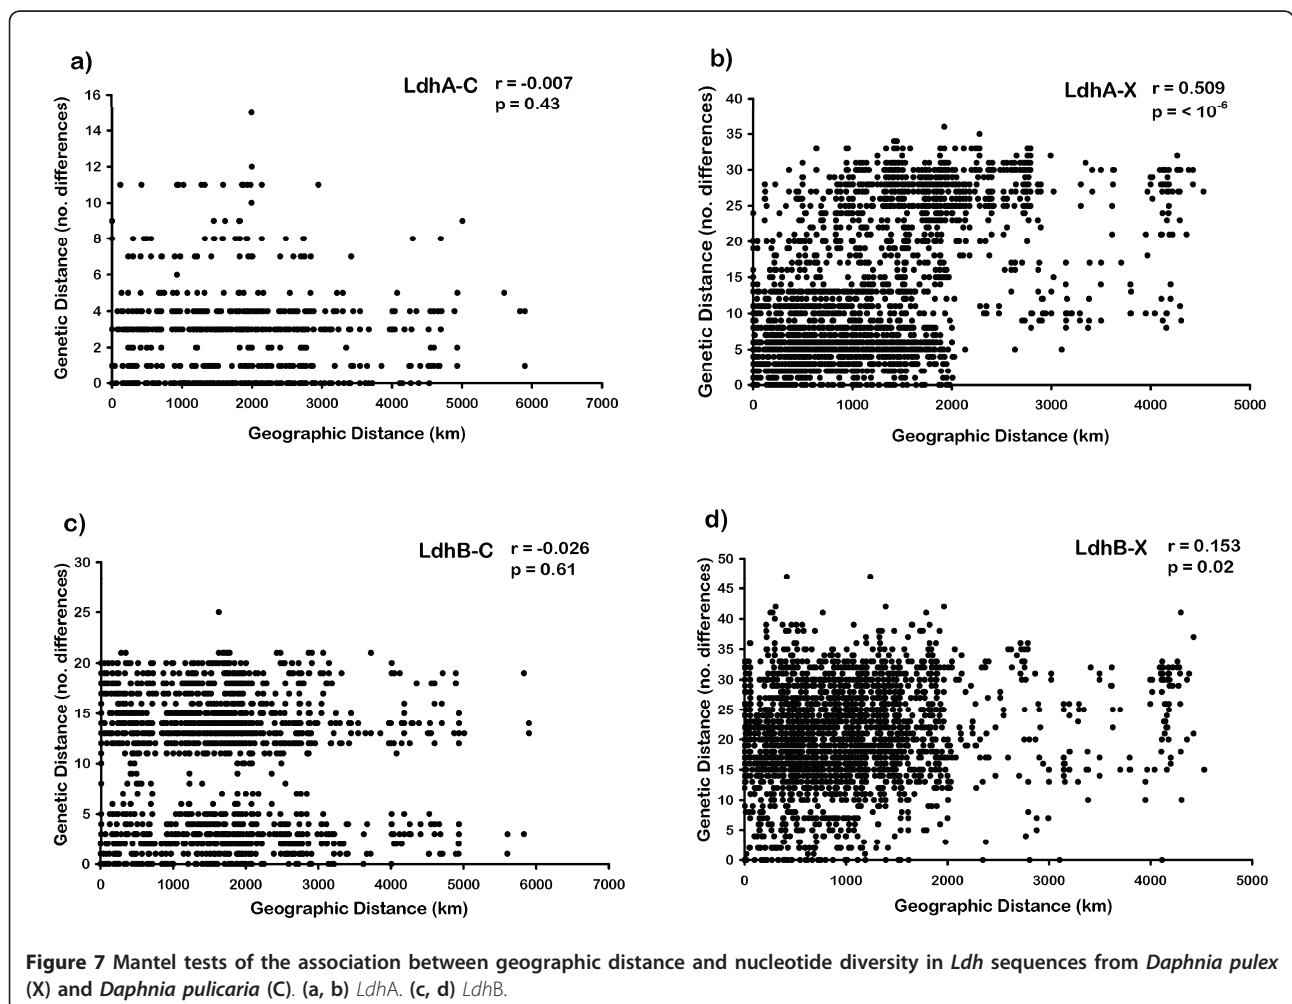 a)
LdhA-C
r = -0.007
p = 0.43
Genetic Distance (no. differences)
16
14
12
10
8
6
4
2
0
0 1000 2000 3000 4000 5000 6000 7000
Geographic Distance (km)
b)
LdhA-X
r = 0.509
p = < 10-6
Genetic Distance (no. differences)
40
35
30
25
20
15
10
5
0
0 1000 2000 3000 4000 5000
Geographic Distance (km)
c)
LdhB-C
r = -0.026
p = 0.61
Genetic Distance (no. differences)
30
25
20
15
10
5
0
0 1000 2000 3000 4000 5000 6000 7000
Geographic Distance (km)
d)
LdhB-X
r = 0.153
p = 0.02
Genetic Distance (no. differences)
50
45
40
35
30
25
20
15
10
5
0
0 1000 2000 3000 4000 5000
Geographic Distance (km)
Figure 7 Mantel tests of the association between geographic distance and nucleotide diversity in Ldh sequences from Daphnia pulex
(X) and Daphnia pulicaria (C). (a, b) LdhA. (c, d) LdhB.